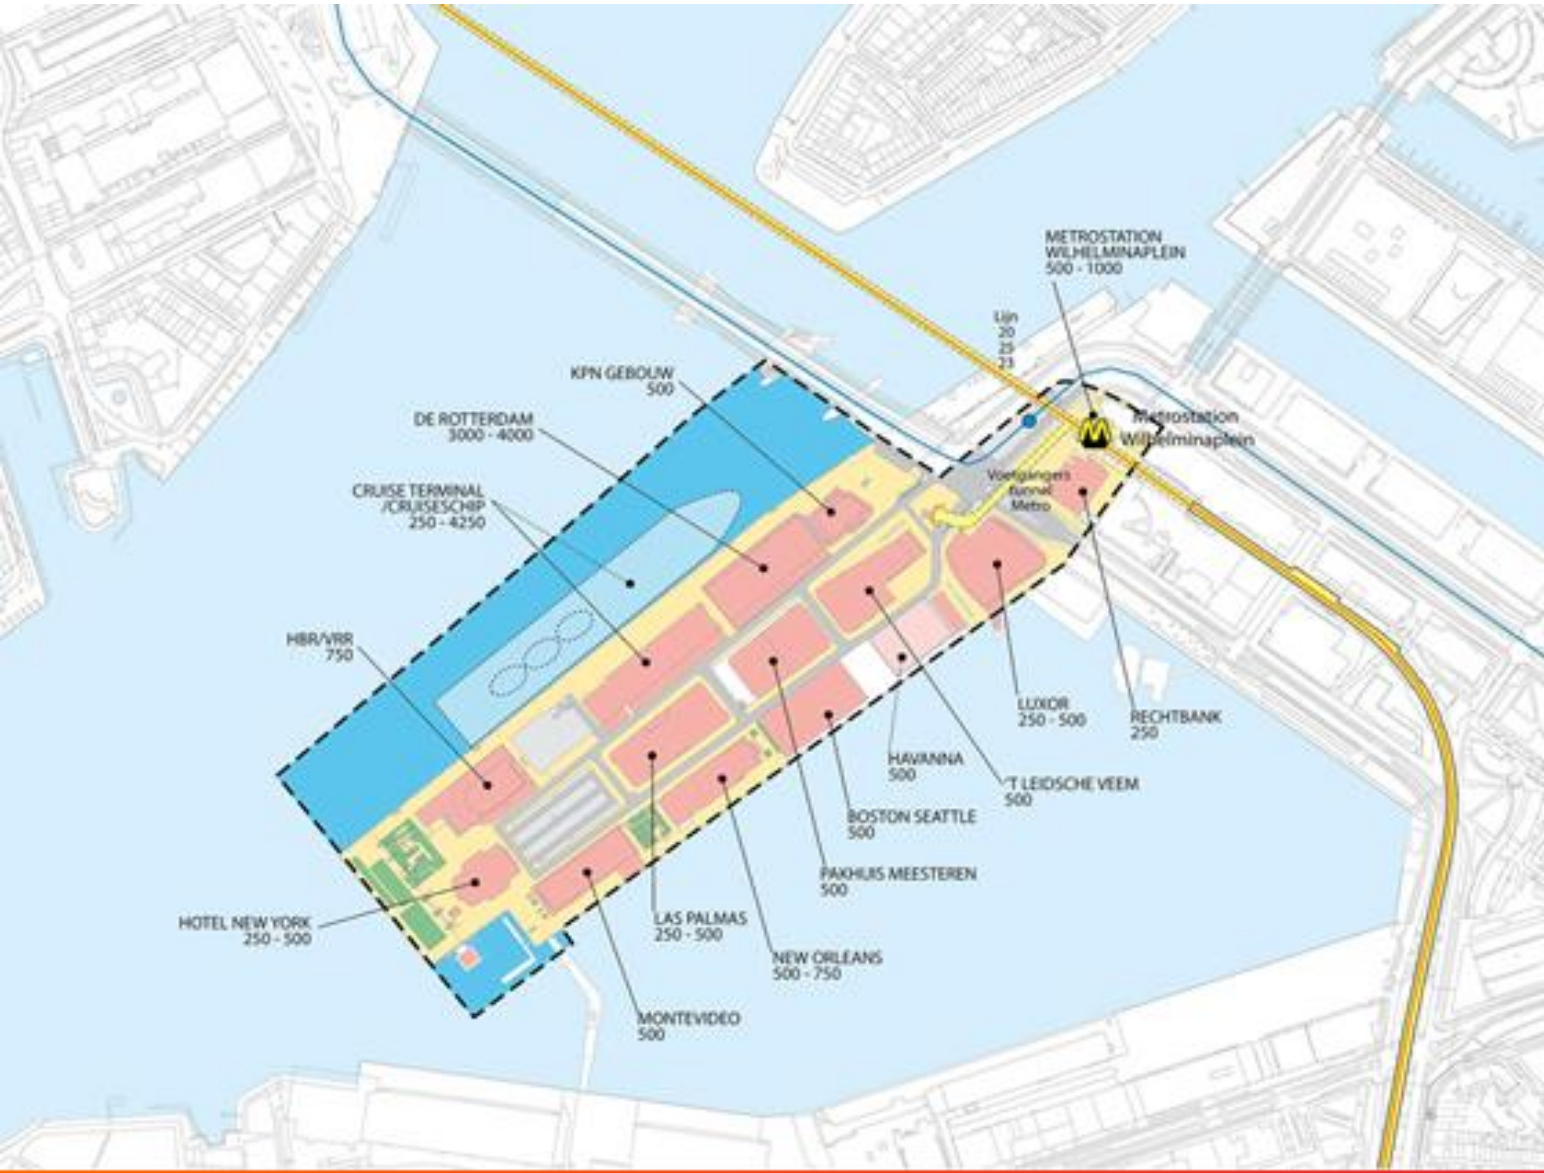 METROSTATION
WILHELMINAPLEIN
500 - 1000
Lijn
20
25
23
KPN GEBOUW
500
DE ROTTERDAM
3000 - 4000
Metrostation
Wilhelminaplein
CRUISE TERMINAL
/CRUISESCHIP
250 - 4250
Voetgangers
tunnel
Metro
HBR/VRR
750
LUXOR
250 - 500
RECHTBANK
250
HAVANNA
500
'T LEIDSCHE VEEM
500
BOSTON SEATTLE
500
PAKHUIS MEESTEREN
500
HOTEL NEW YORK
250 - 500
LAS PALMAS
250 - 500
NEW ORLEANS
500 - 750
MONTEVIDEO
500